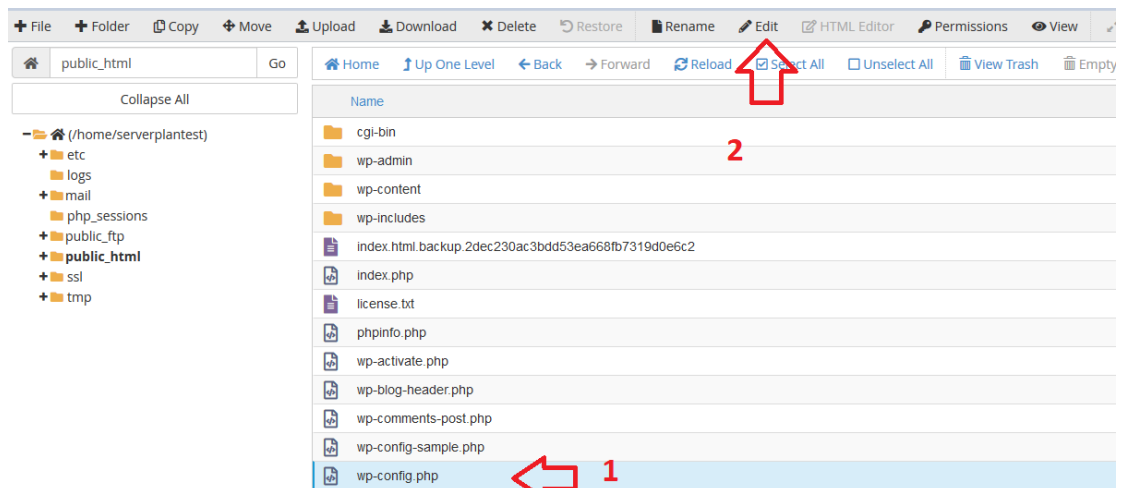 File Folder Copy Move Upload Download Delete Restore Rename Edit HTML Editor Permissions View
public_html Go Home Up One Level Back Forward Reload Select All Unselect All View Trash Empty
Collapse All
Name
(/home/serverplantest)
etc
logs
mail
php_sessions
public_ftp
public_html
ssl
tmp
cgi-bin
wp-admin
2
wp-content
wp-includes
index.html.backup.2dec230ac3bdd53ea668fb7319d0e6c2
index.php
license.txt
phpinfo.php
wp-activate.php
wp-blog-header.php
wp-comments-post.php
wp-config-sample.php
wp-config.php 1